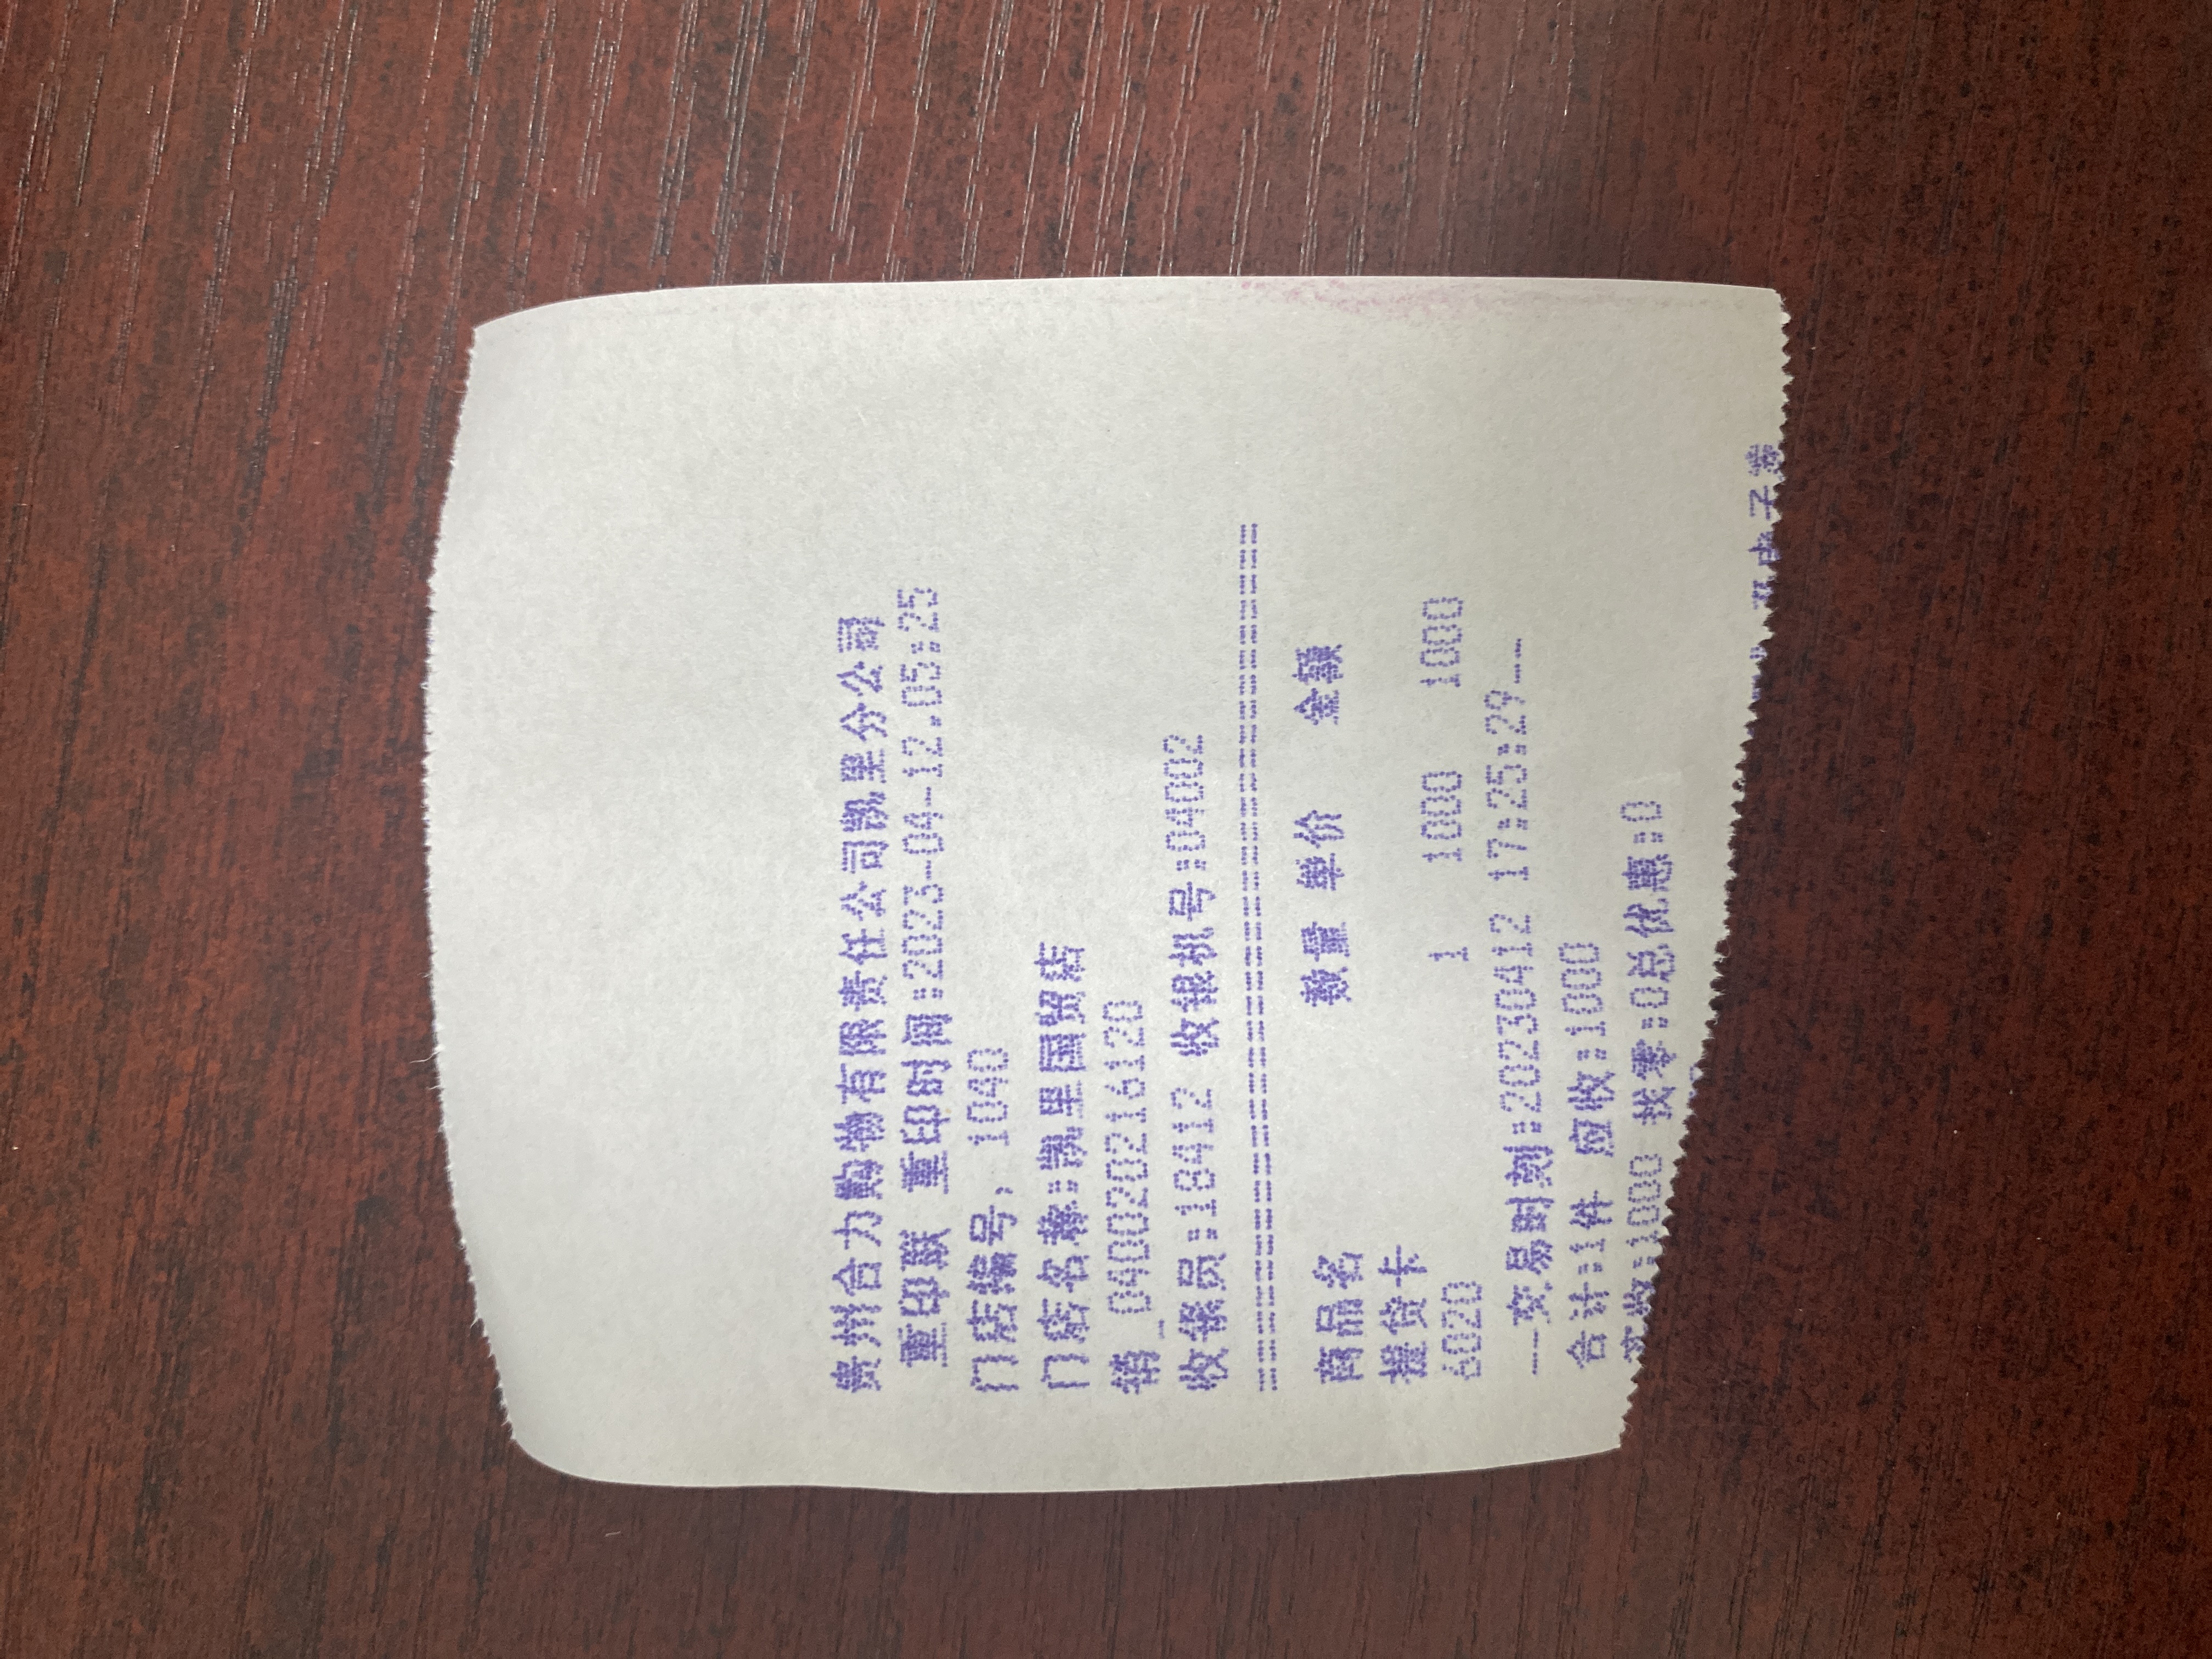 贵州合力购物有限责任公司凯里分公司
重印联 重印时间:2023-04-12.05:25
门店编号, 1040
门店名称:凯里国贸店
销_040020216120
收银员:18412 收银机号:04002
商品名 数量 单价 金额
提货卡
6020 1 1000 1000
——交易时刻:20230412 17:25:29——
合计:1件 应收:1000
实收:1000 找零:0总优惠:0